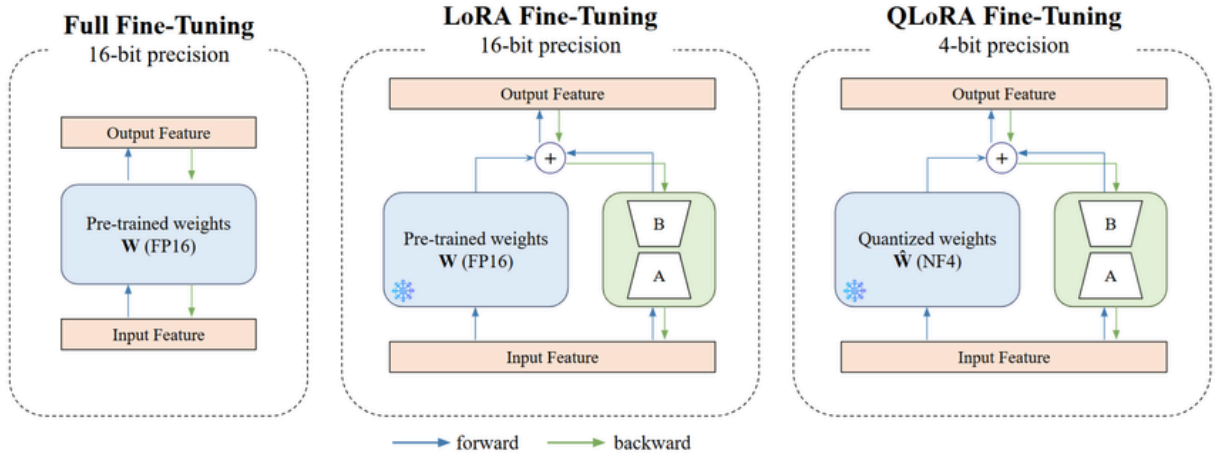 Full Fine-Tuning
16-bit precision
Output Feature
Pre-trained weights
W (FP16)
Input Feature
LoRA Fine-Tuning
16-bit precision
Output Feature
+
Pre-trained weights
W (FP16)
B
A
Input Feature
QLoRA Fine-Tuning
4-bit precision
Output Feature
+
Quantized weights
Ŵ (NF4)
B
A
Input Feature
forward
backward